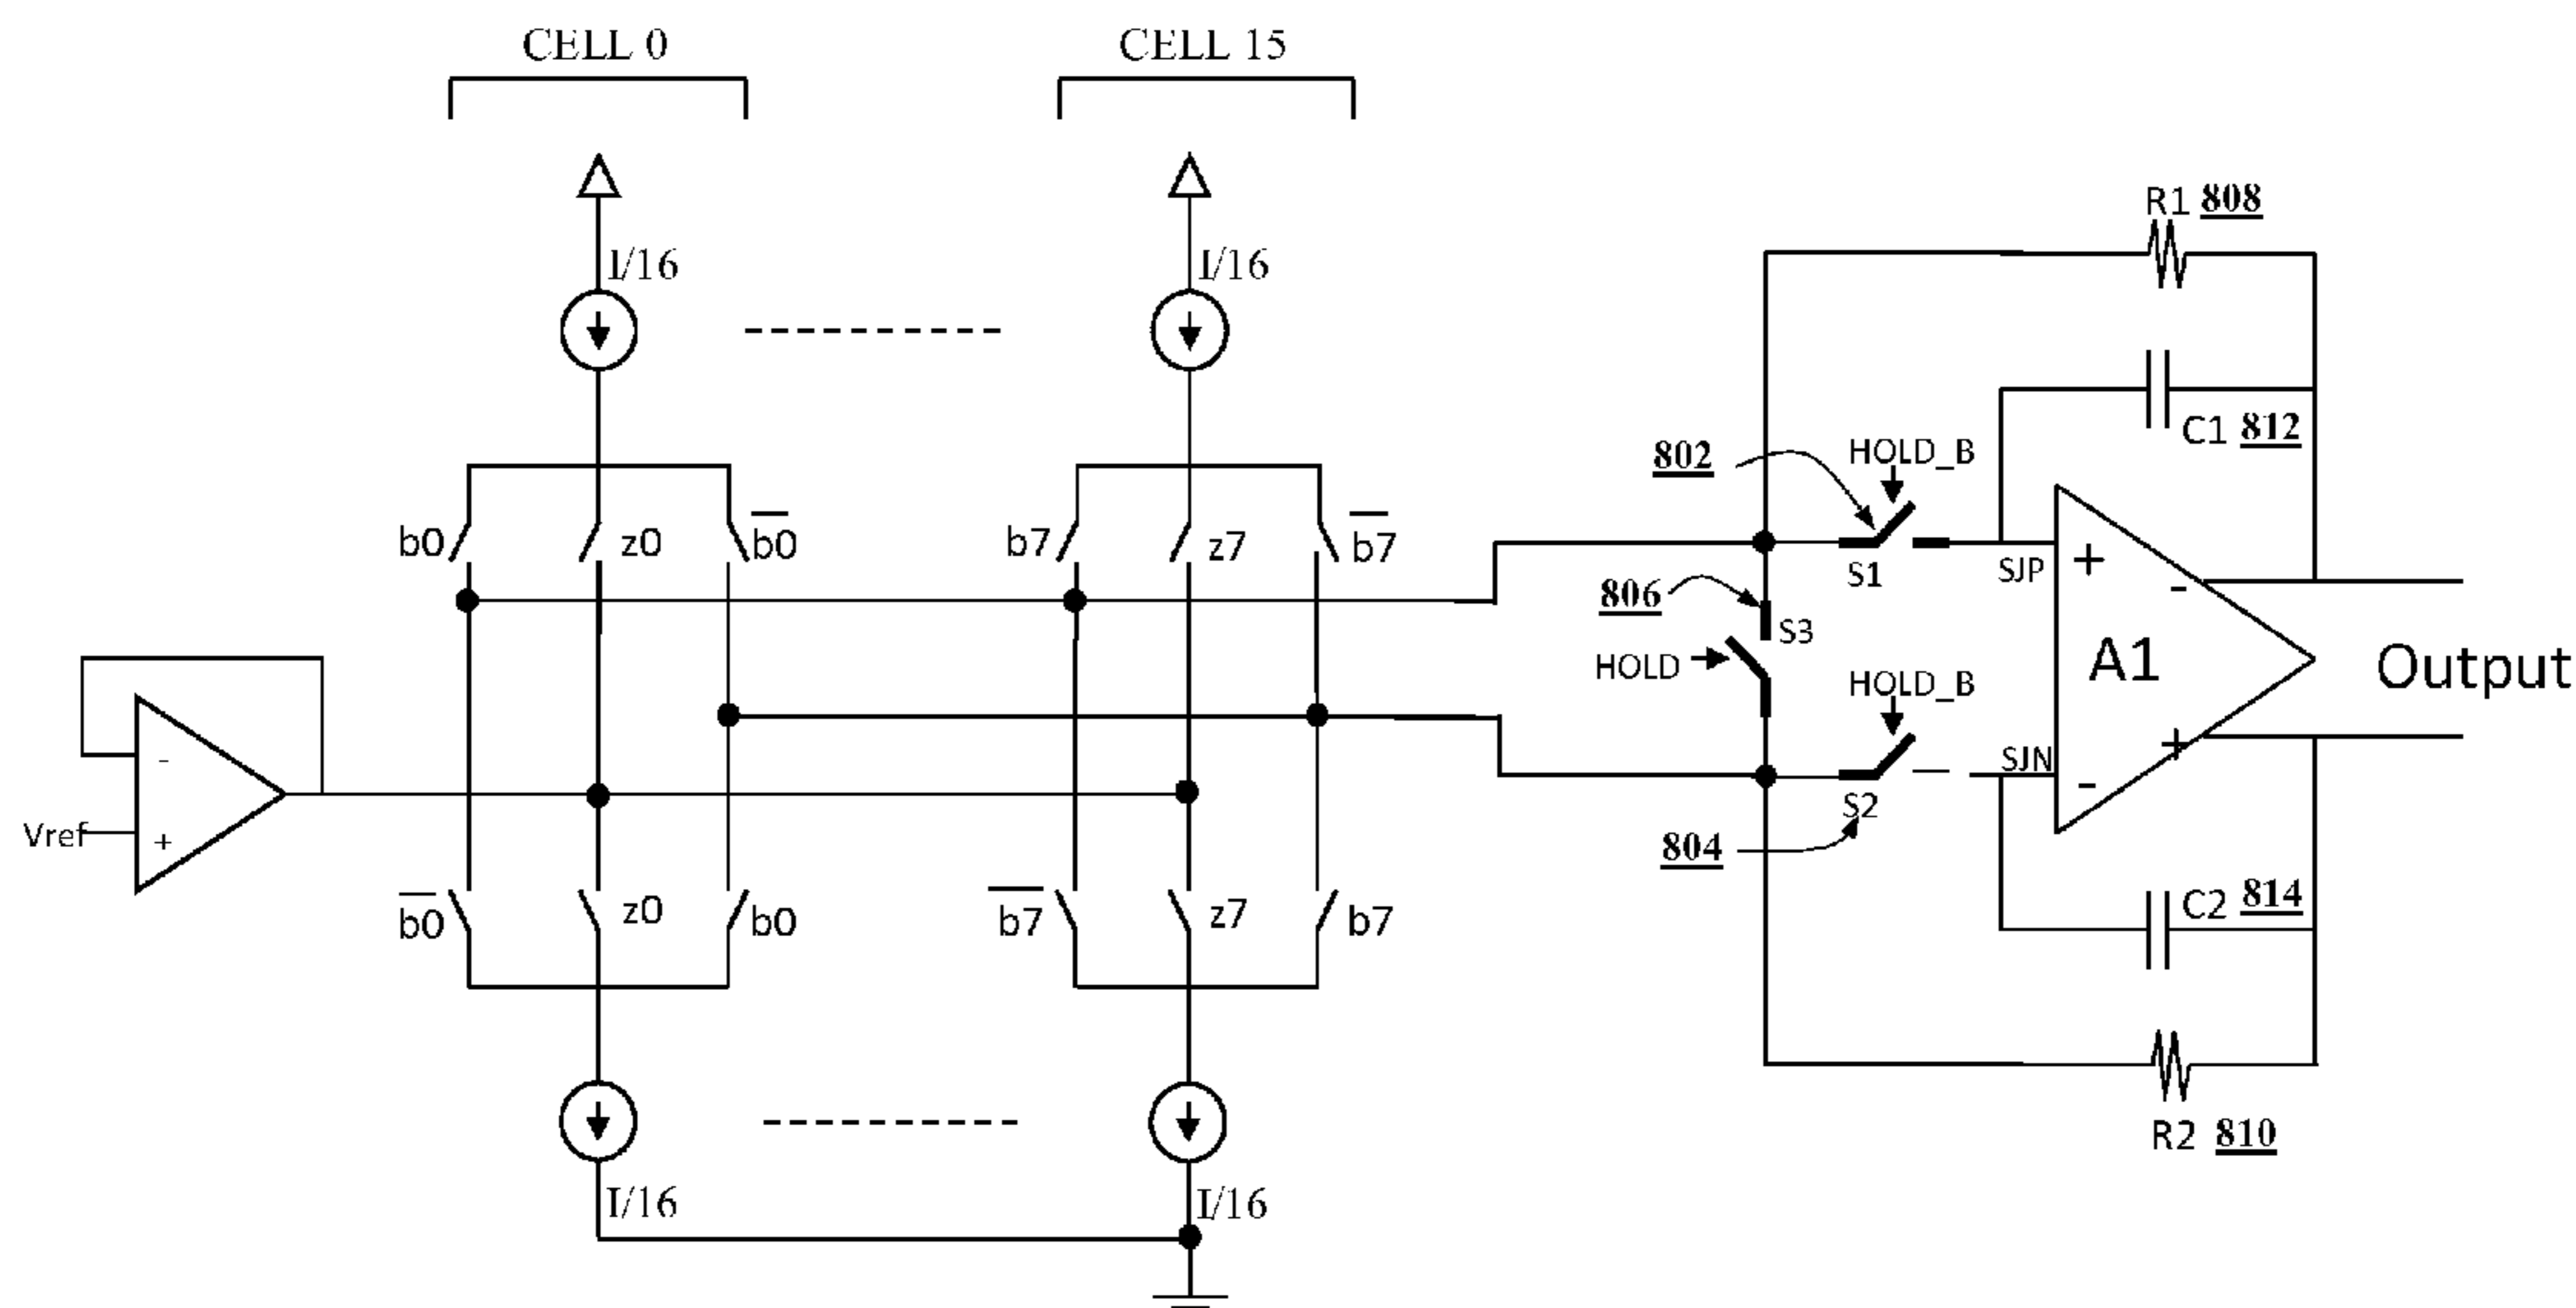 CELL 0 CELL 15
R1 808
I/16 I/16
C1 812
802 HOLD_B
b0 z0 b0 b7 z7 b7
S1 SJP + -
806 S3
HOLD HOLD_B A1 Output
- SJN +
Vref + S2 -
804
b0 z0 b0 b7 z7 b7
C2 814
R2 810
I/16 I/16